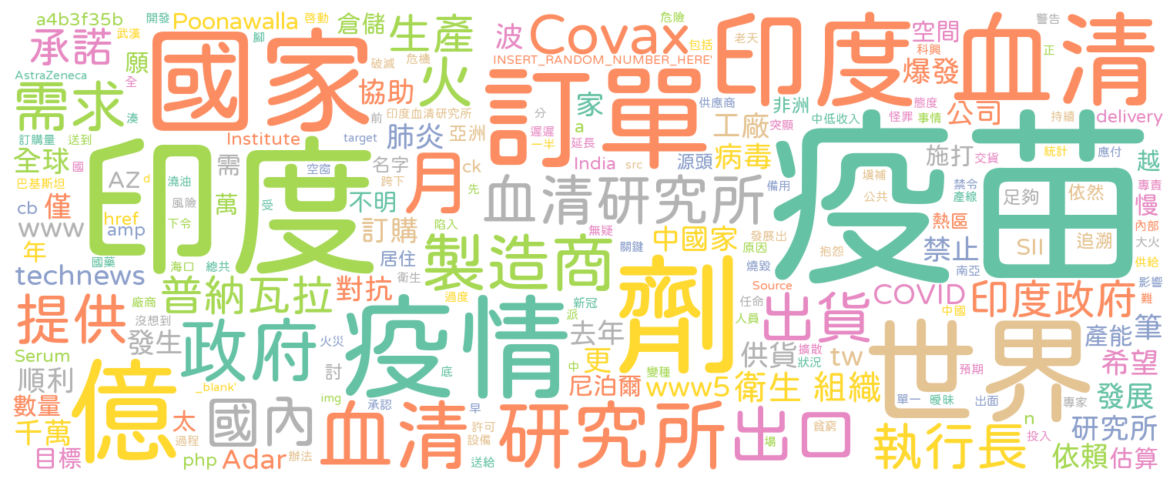 a4b3f35b
開發
Poonawalla
啓動
倉儲
生產
波
Covax
危險
印度
血清
警告
武漢
腳
承諾
國家
火
訂單
包括
老天
空間
科興
正
AstraZeneca
全
願
破滅
危機
INSERT_RANDOM_NUMBER_HERE'
爆發
需求
湊
協助
家
供應商
非洲
怪罪
態度
事情
公司
持續
delivery
前
印度血清研究所
分
a
突顯
中低收入
訂購量
送到
Institute
target
肺炎
亞洲
遲遲
一半
延長
工廠
疫苗
施打
交貨
統計
應付
越
全球
國
印度
需
空窗
名字
月
ck
India
src
源頭
病毒
巴基斯坦
d
AZ
澆油
萬
跨下
不明
先
血清研究所
備用
填補
公共
禁令
產線
足夠
依然
專責
慢
cb
僅
風險
href
下令
受
陷入
無疑
發展出
熱區
SII
追溯
內部
www
amp
訂購
製造商
中國家
關鍵
原因
抱怨
禁止
大火
年
國藥
居住
燒毀
南亞
供給
technews
海口
總共
衛生
劑
Source
COVID
印度政府
影響
提供
廠商
普納瓦拉
對抗
過度
新冠
任命
出貨
中國
難
沒想到
發生
政府
疫情
派
去年
人員
世界
筆
產能
Serum
火災
更
供貨
擴散
狀況
tw
預期
希望
順利
億
_blank'
討
底
中
變種
尼泊爾
www5
衛生
組織
單一
曖昧
出面
專家
發展
數量
太
國內
img
承認
早
許可
貧窮
n
千萬
過程
血清
研究所
設備
出口
場
執行長
投入
研究所
目標
php
Adar
辦法
送給
依賴
估算